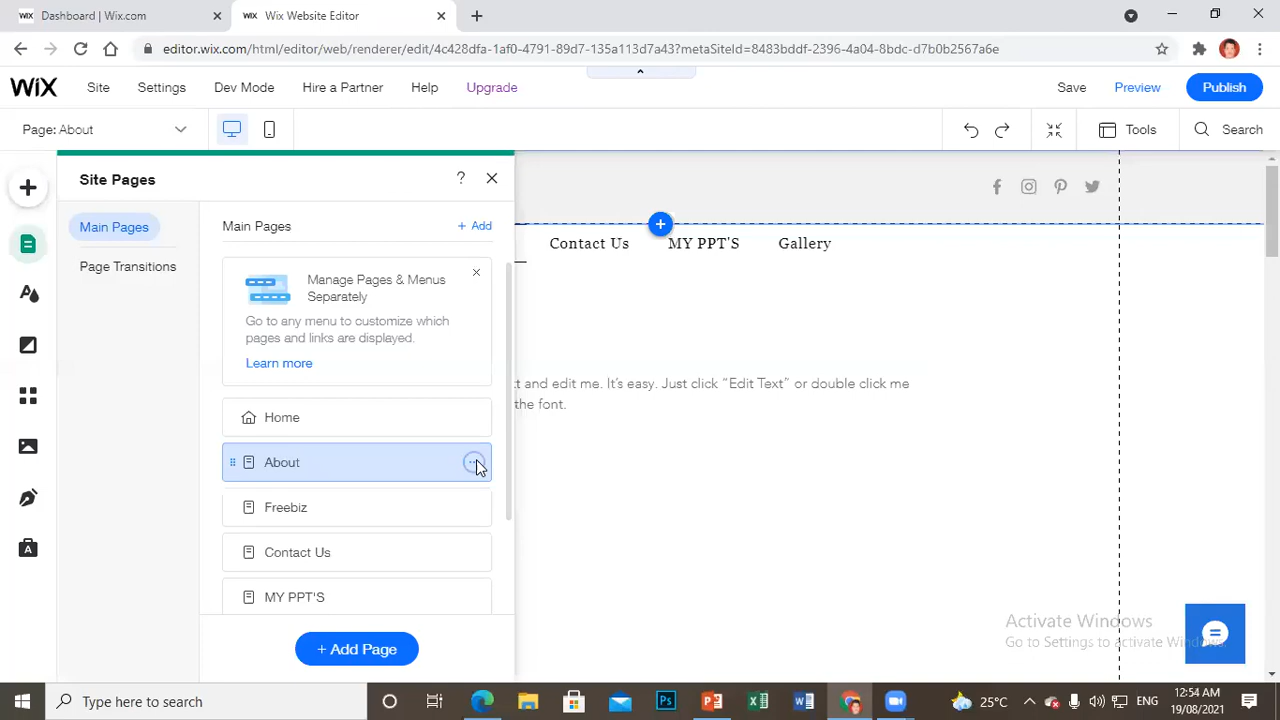 Dashboard | Wix.com
Wix Website Editor
editor.wix.com/html/editor/web/renderer/edit/4c428dfa-1af0-4791-89d7-135a113d7a43?metaSiteId=8483bddf-2396-4a04-8bdc-d7b0b2567a6e
WiX Site Settings Dev Mode Hire a Partner Help Upgrade Save Preview Publish
Page: About Tools Search
Site Pages ?
Main Pages
Page Transitions
Main Pages + Add
Manage Pages & Menus
Separately
Go to any menu to customize which
pages and links are displayed.
Learn more
Home
About
Freebiz
Contact Us
MY PPT'S
+ Add Page
Contact Us MY PPT'S Gallery
t and edit me. It's easy. Just click “Edit Text” or double click me
the font.
Activate Windows
Go to Settings to activate Windows.
Type here to search
25°C
ENG
12:54 AM
19/08/2021